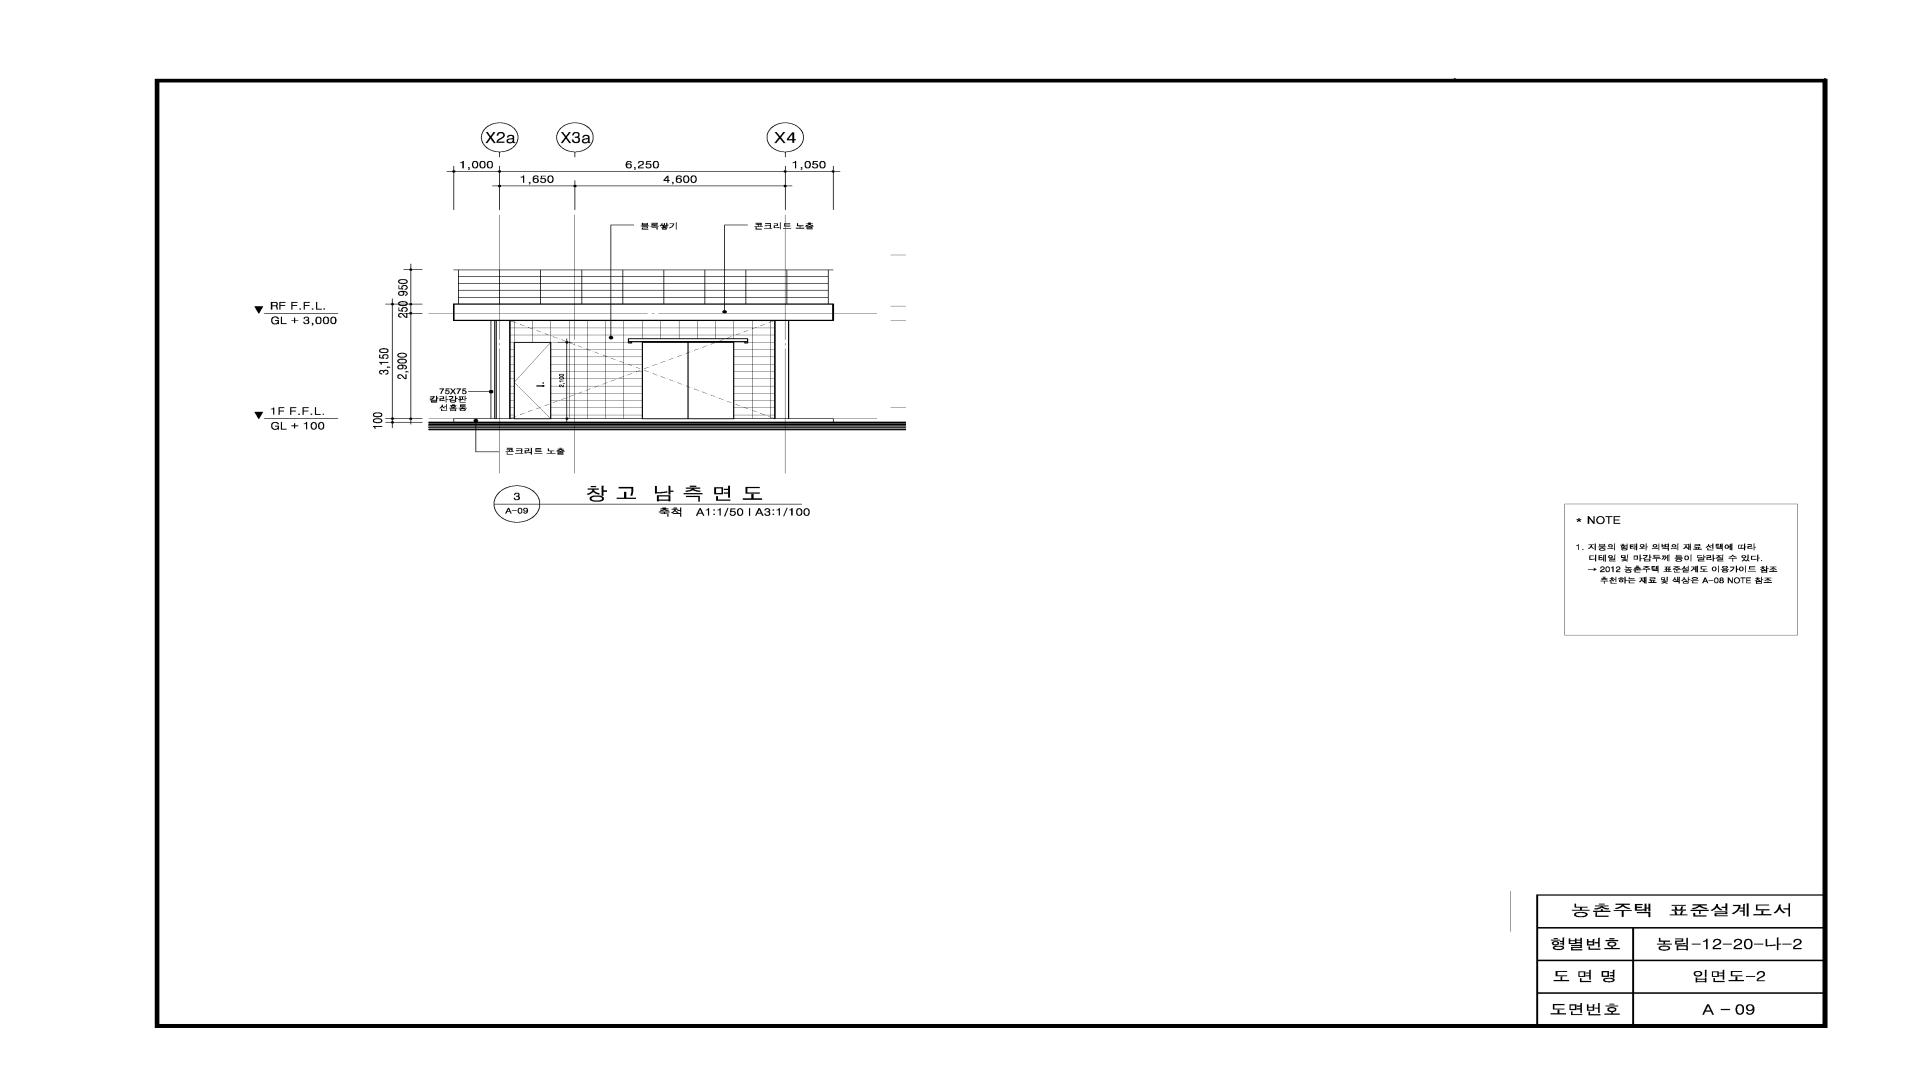 X2a X3a X4
1,000 6,250 1,050
1,650 4,600
블록쌓기 콘크리트 노출
950
250
RF F.F.L.
GL + 3,000
3,150
2,900
2,100
75X75
칼라강판
선홈통
1F F.F.L.
GL + 100
100
콘크리트 노출
3
A-09
창고 남측면도
축척 A1:1/50 | A3:1/100
* NOTE
1. 지붕의 형태와 외벽의 재료 선택에 따라
디테일 및 마감두께 등이 달라질 수 있다.
→ 2012 농촌주택 표준설계도 이용가이드 참조
추천하는 재료 및 색상은 A-08 NOTE 참조
농촌주택 표준설계도서
형별번호 농림-12-20-나-2
도면명 입면도-2
도면번호 A - 09